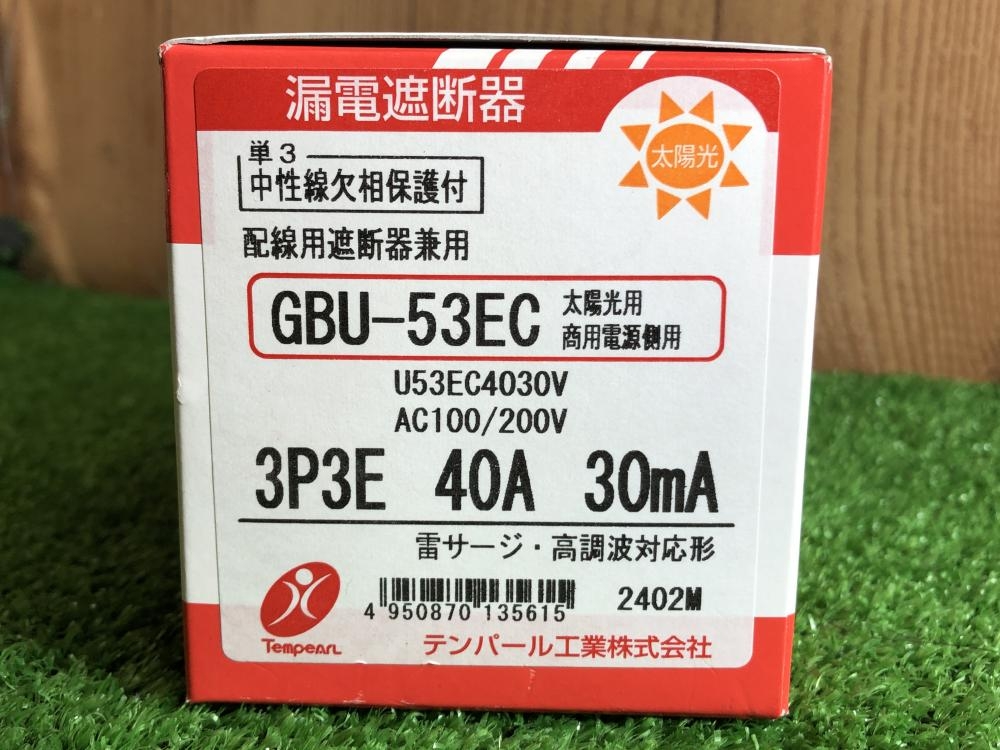 漏電遮断器
太陽光
単3
中性線欠相保護付
配線用遮断器兼用
GBU-53EC
太陽光用
商用電源側用
U53EC4030V
AC100/200V
3P3E 40A 30mA
雷サージ・高調波対応形
4 950870 135615
2402M
Tempearl
テンパール工業株式会社